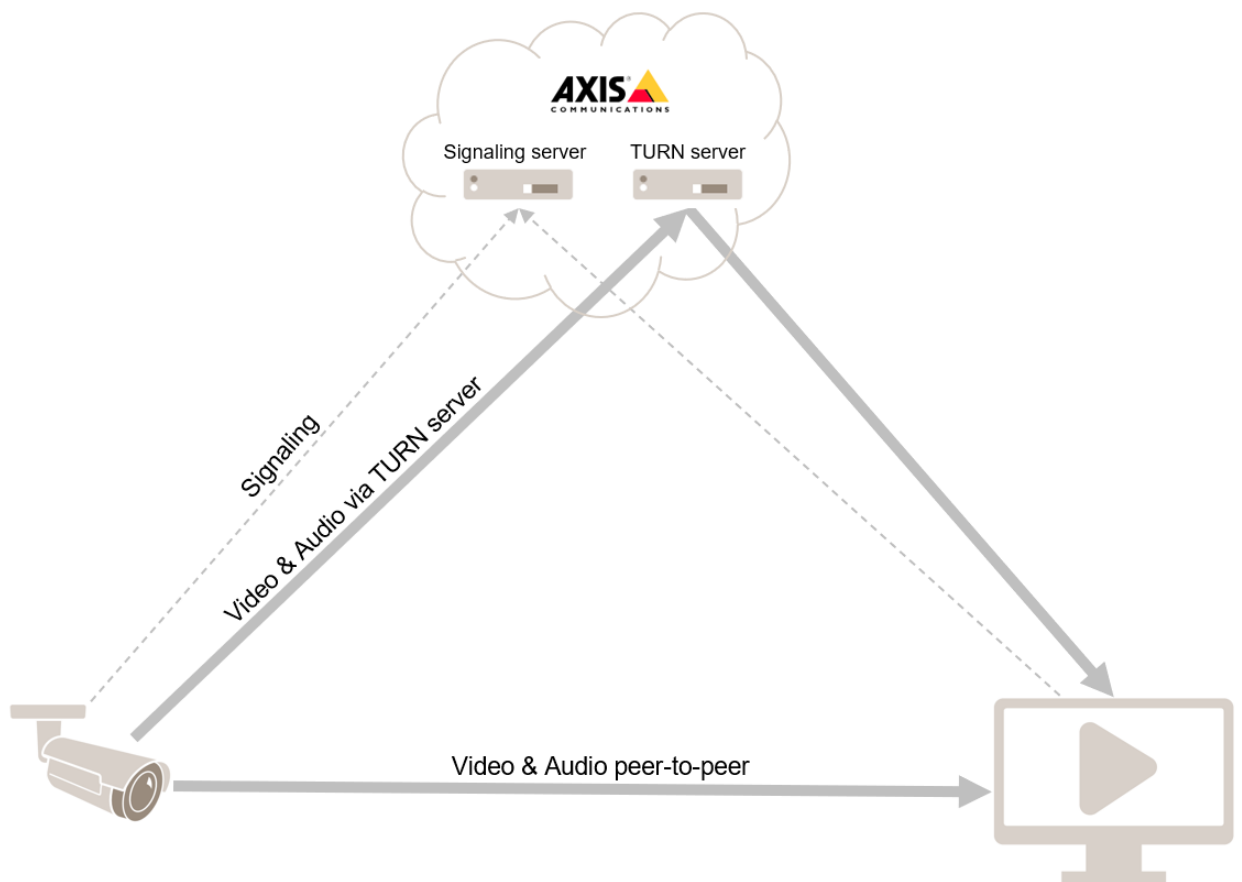 AXIS
COMMUNICATIONS
Signaling server
TURN server
Signaling
Video & Audio via TURN server
Video & Audio peer-to-peer